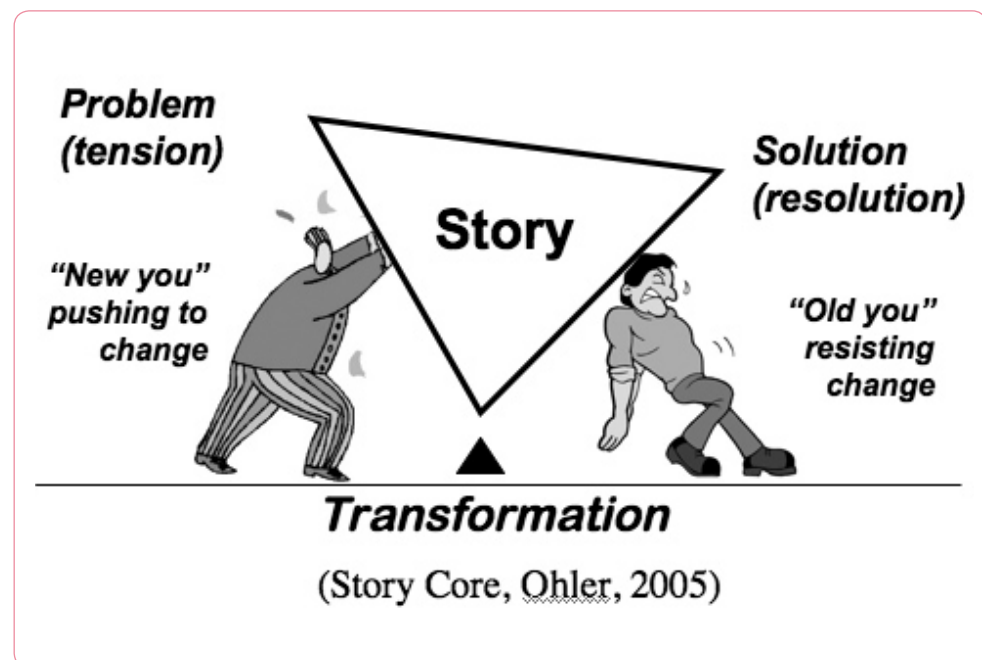 Problem
(tension)
Solution
(resolution)
Story
“New you”
pushing to
change
“Old you”
resisting
change
Transformation
(Story Core, Ohler, 2005)